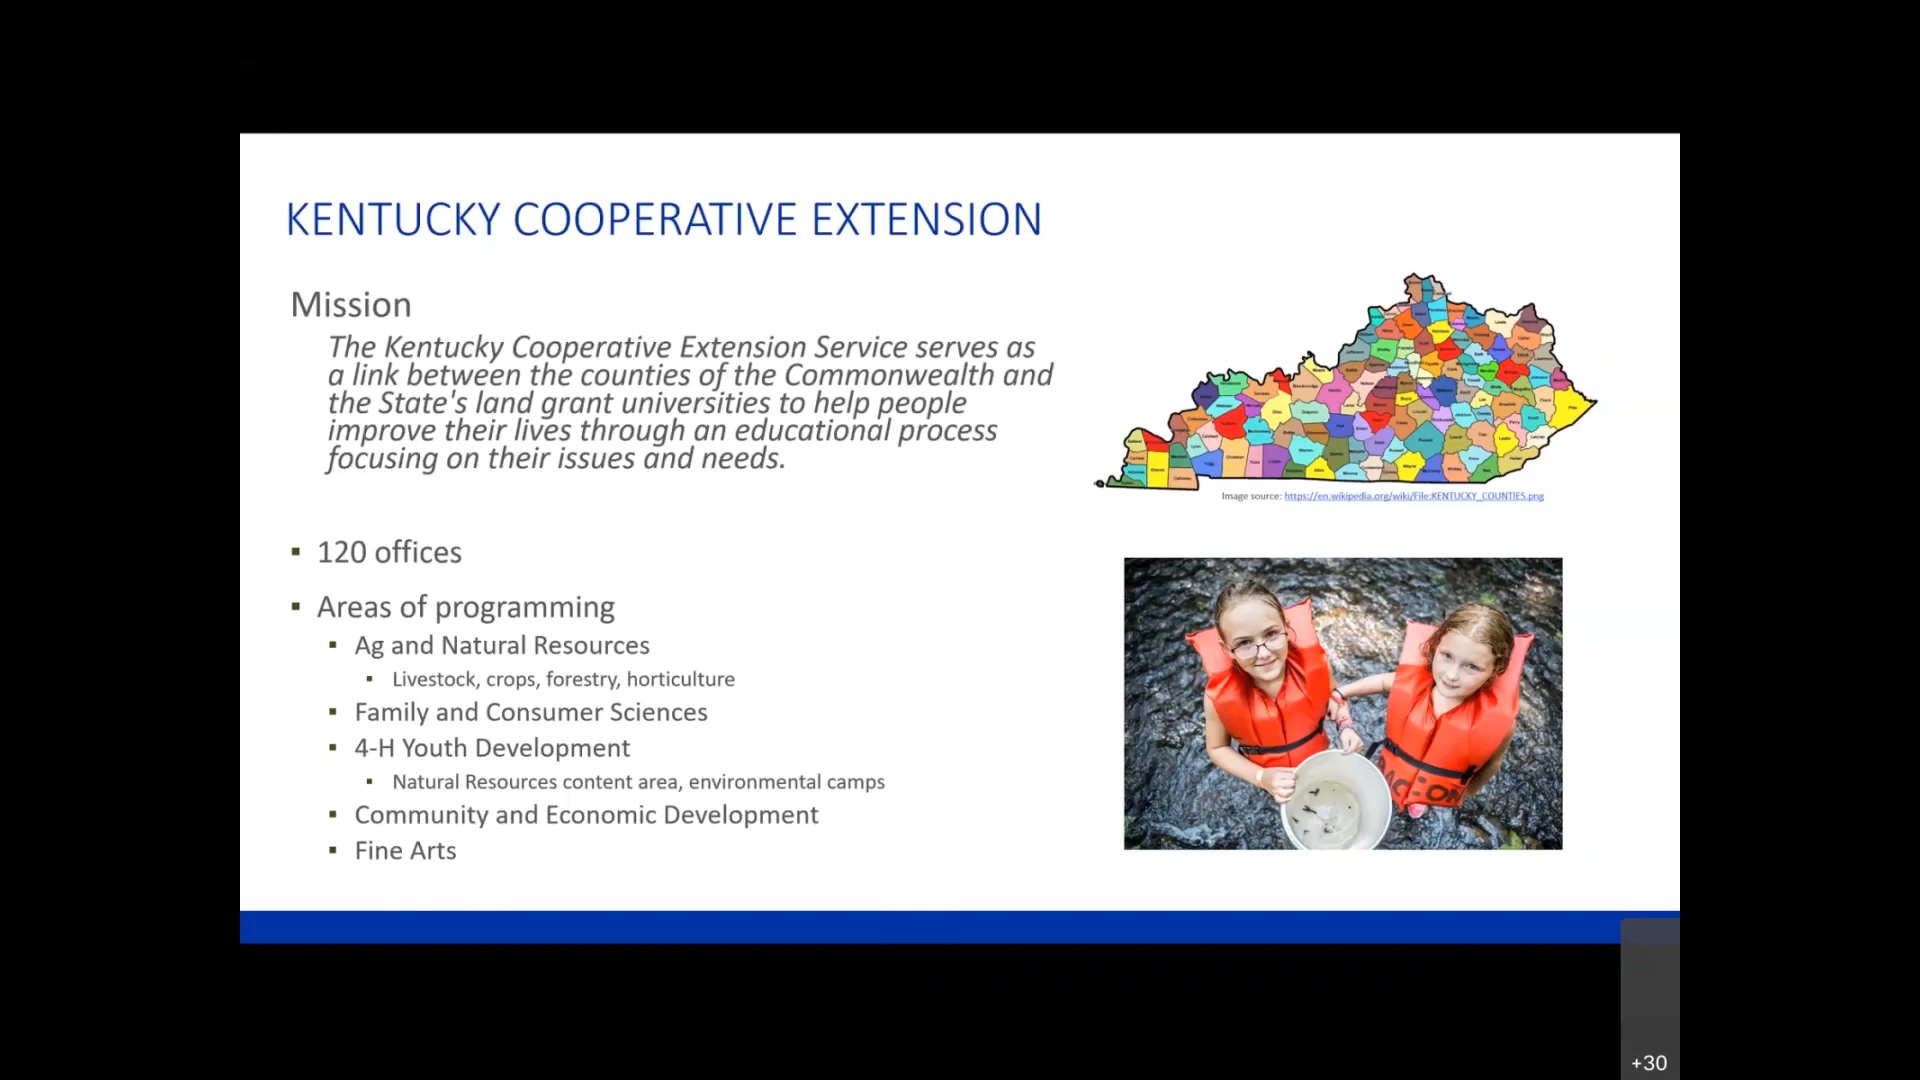 KENTUCKY COOPERATIVE EXTENSION
Mission
The Kentucky Cooperative Extension Service serves as
a link between the counties of the Commonwealth and
the State's land grant universities to help people
improve their lives through an educational process
focusing on their issues and needs.
▪ 120 offices
▪ Areas of programming
▪ Ag and Natural Resources
▪ Livestock, crops, forestry, horticulture
▪ Family and Consumer Sciences
▪ 4-H Youth Development
▪ Natural Resources content area, environmental camps
▪ Community and Economic Development
▪ Fine Arts
Image source: https://en.wikipedia.org/wiki/File:KENTUCKY_COUNTIES.png
+30